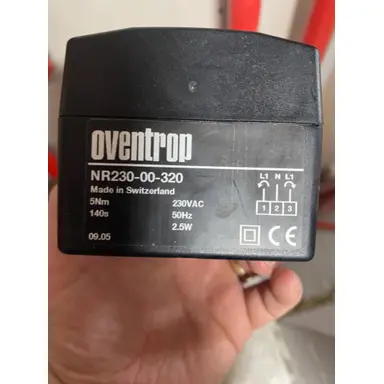 oventrop
NR230-00-320
Made in Switzerland
5Nm 230VAC
140s 50Hz
2.5W
09.05
L1 N L1
1 2 3
CE